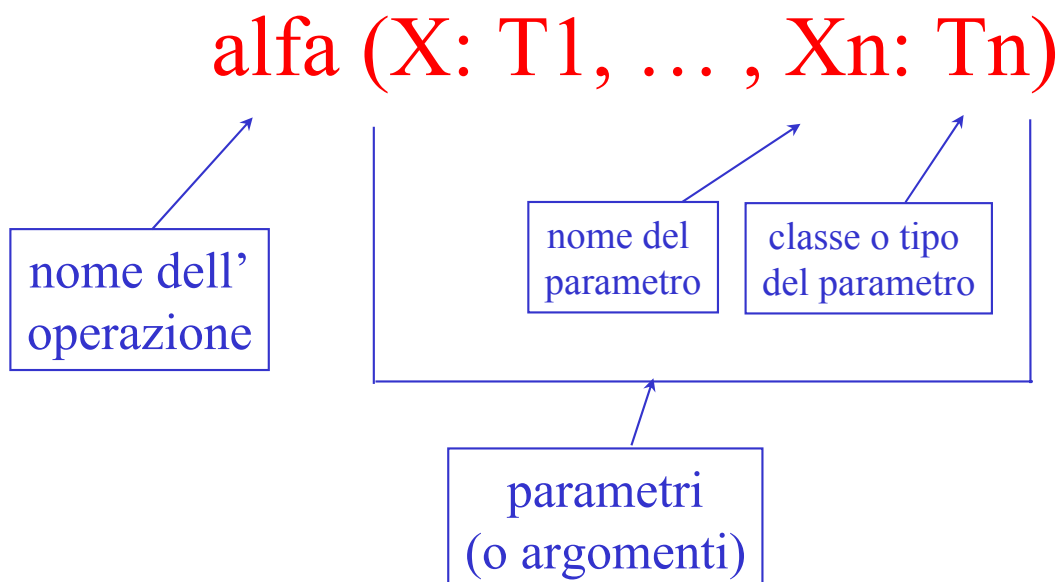 alfa (X: T1, … , Xn: Tn)
nome dell’
operazione
nome del
parametro
classe o tipo
del parametro
parametri
(o argomenti)